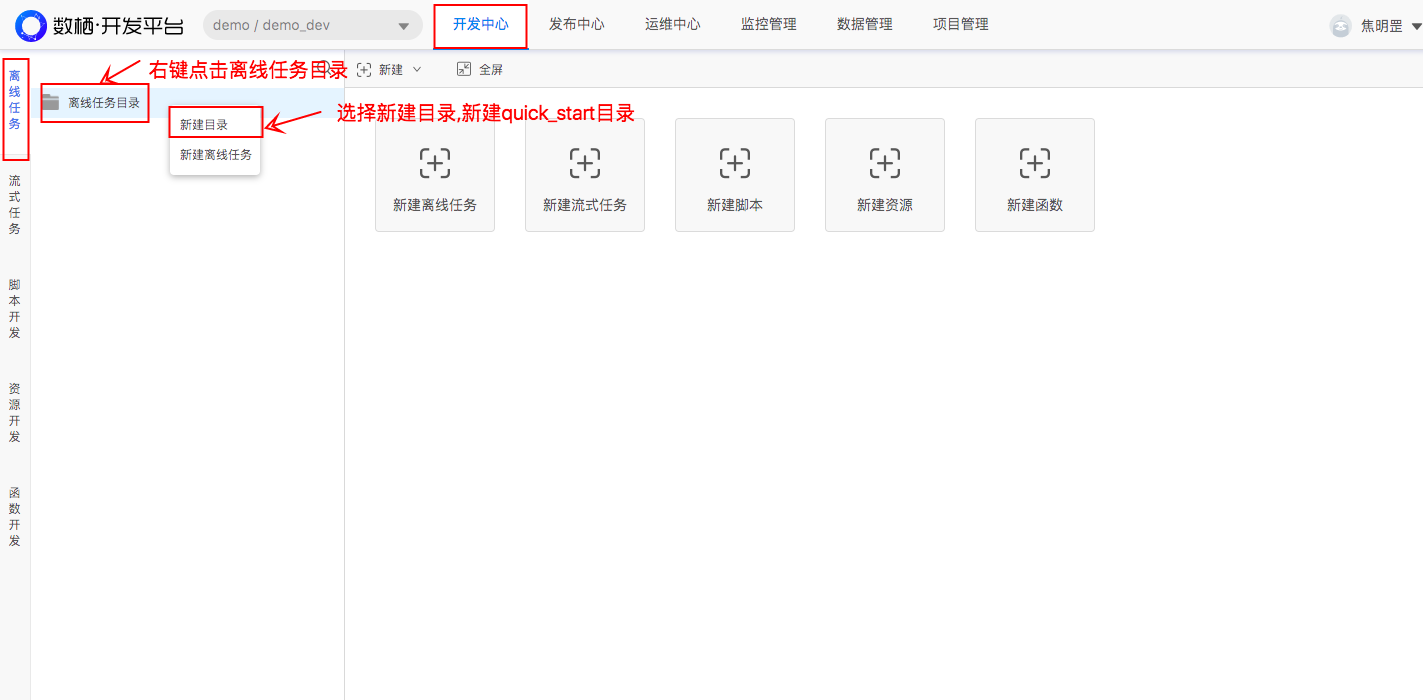 数栖·开发平台
demo / demo_dev
开发中心
发布中心
运维中心
监控管理
数据管理
项目管理
焦明罡
离线任务
流式任务
脚本开发
资源开发
函数开发
右键点击离线任务目录
新建
全屏
离线任务目录
新建目录
新建离线任务
选择新建目录,新建quick_start目录
新建离线任务
新建流式任务
新建脚本
新建资源
新建函数